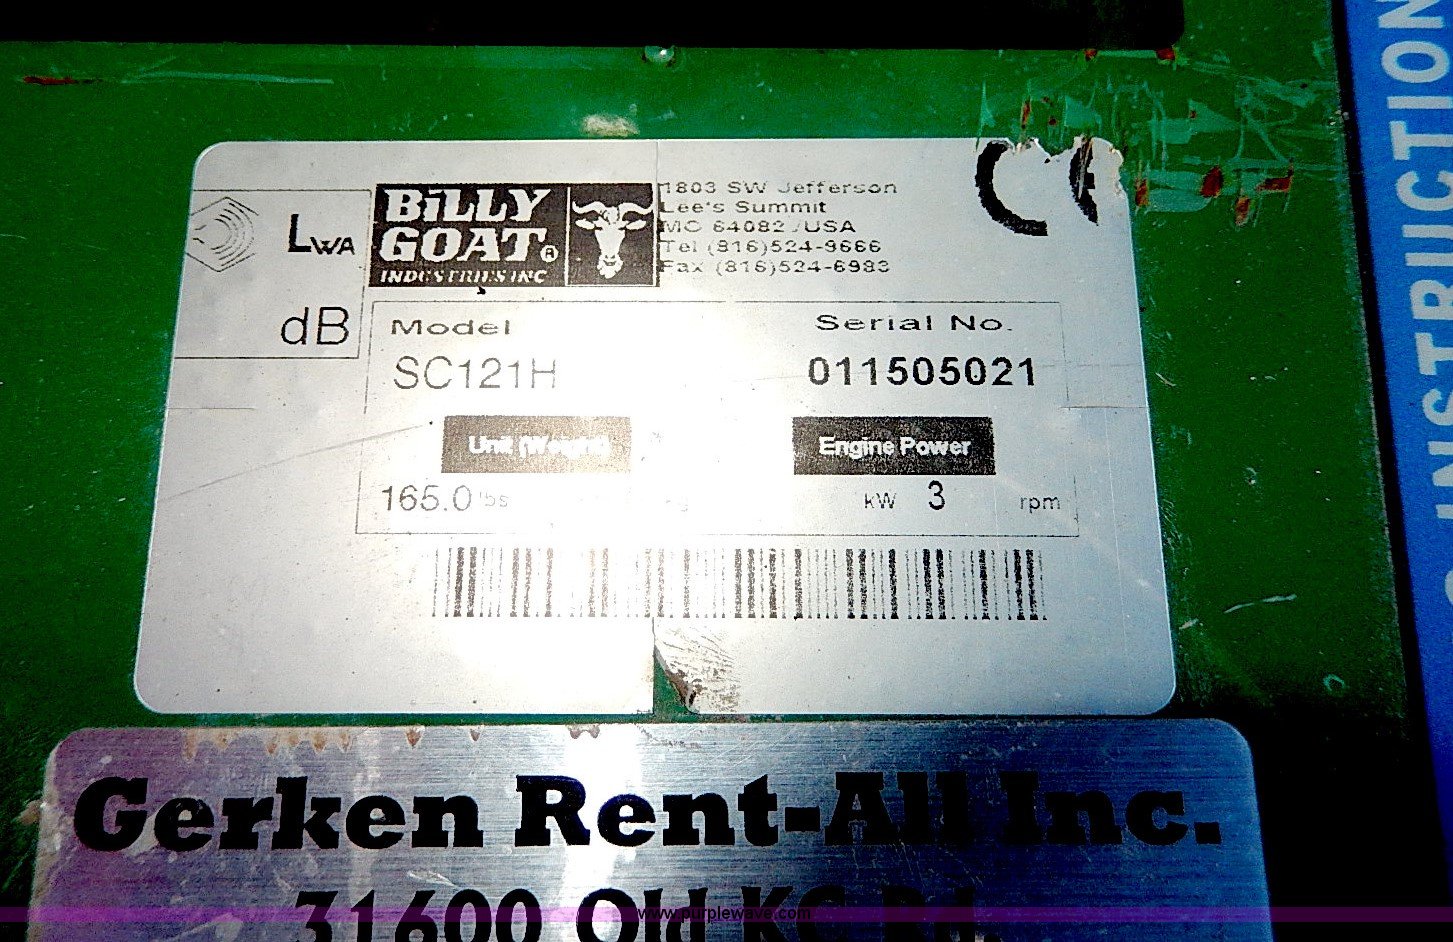 BiLLY
GOAT®
INDUSTRIES INC
1803 SW Jefferson
Lee's Summit
MO 64082 /USA
Tel (816)524-9666
Fax (816)524-6983
CE
LWA
dB
Model
Serial No.
SC121H
011505021
Unit (Weight)
Engine Power
165.0 lbs
kW 3 rpm
INSTRUCTION
Gerken Rent-All Inc.
31600 Old KC Rd.
www.purplewave.com